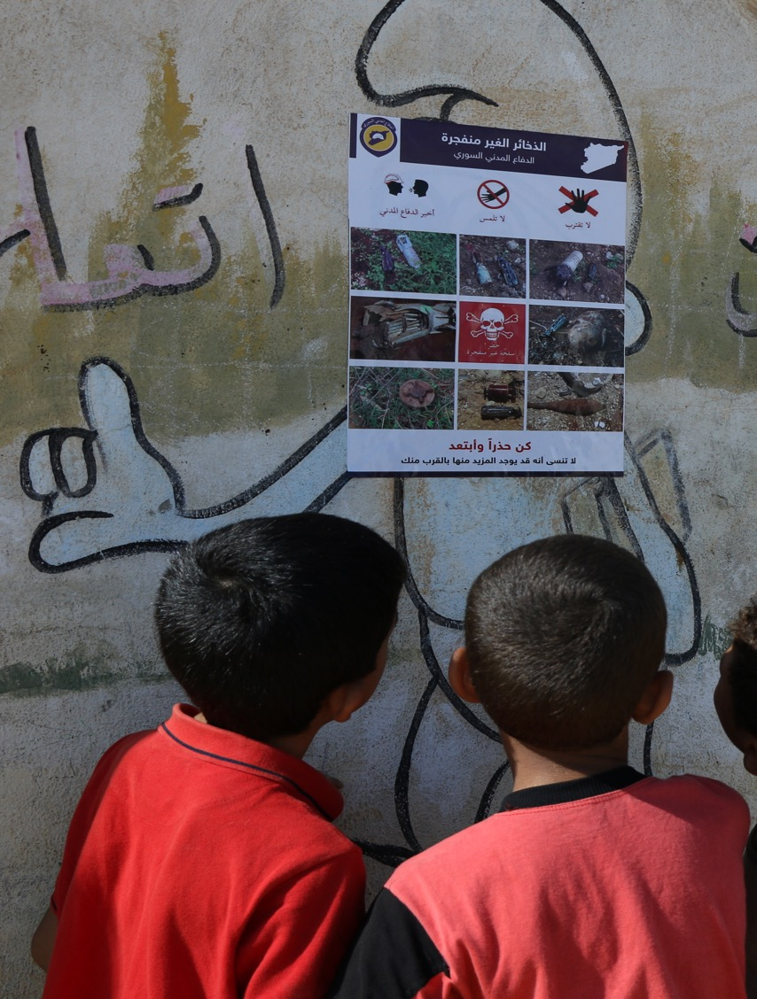 الذخائر الغير منفجرة
الدفاع المدني السوري
لا تقترب
لا تلمس
أخبر الدفاع المدني
كن حذراً وأبتعد
لا تنسى أنه قد يوجد المزيد منها بالقرب منك